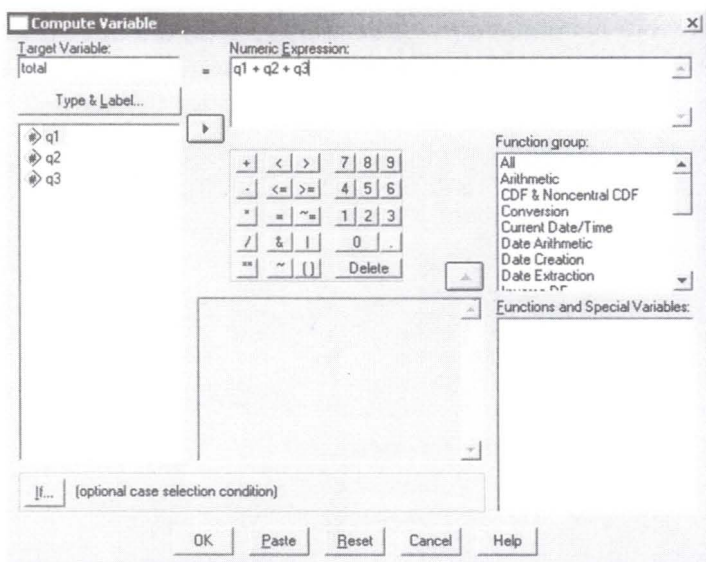 Compute Variable
Target Variable:
total
=
Numeric Expression:
q1 + q2 + q3
Type & Label...
q1
q2
q3
+ < > 7 8 9
- <= >= 4 5 6
* = ~= 1 2 3
/ & | 0 .
** ~ () Delete
Function group:
All
Arithmetic
CDF & Noncentral CDF
Conversion
Current Date/Time
Date Arithmetic
Date Creation
Date Extraction
Functions and Special Variables:
If... (optional case selection condition)
OK Paste Reset Cancel Help